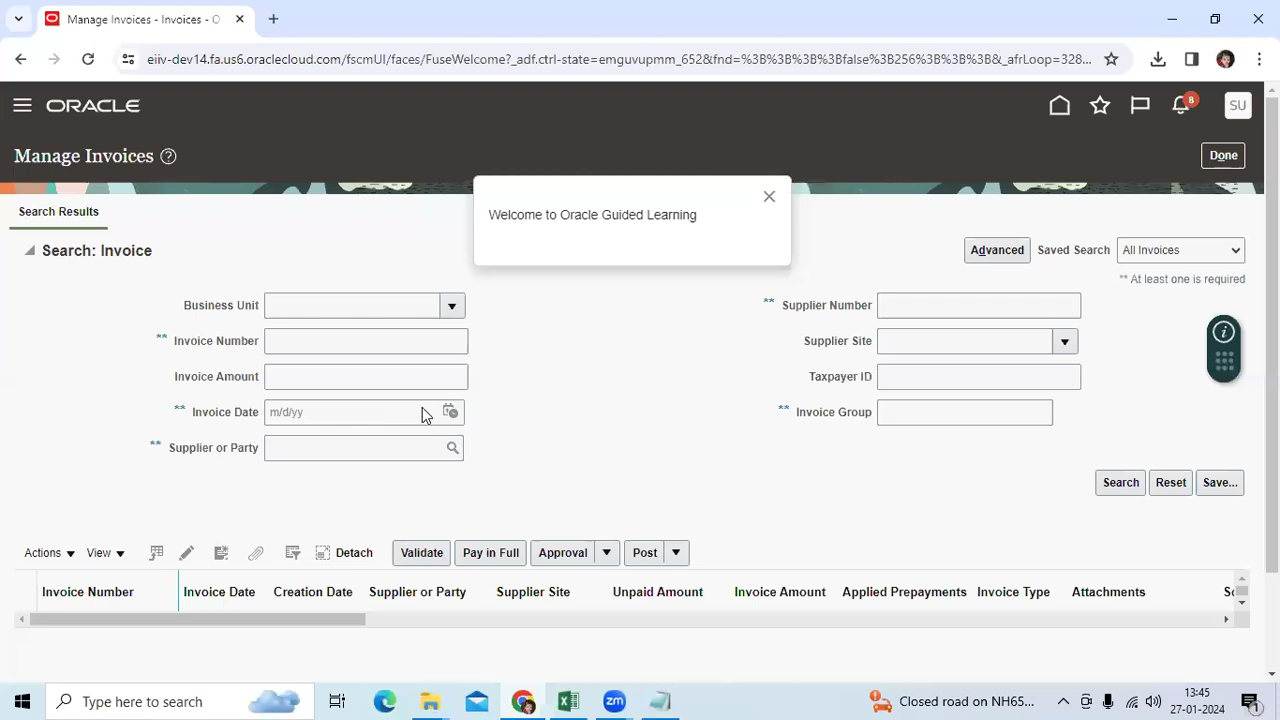 Manage Invoices - Invoices - O
eiiv-dev14.fa.us6.oraclecloud.com/fscmUI/faces/FuseWelcome?_adf.ctrl-state=emguvupmm_652&fnd=%3B%3B%3B%3Bfalse%3B256%3B%3B%3B&_afrLoop=328...
ORACLE
8
SU
Manage Invoices
Done
Welcome to Oracle Guided Learning
Search Results
Search: Invoice
Advanced Saved Search All Invoices
** At least one is required
Business Unit
** Supplier Number
** Invoice Number
Supplier Site
Invoice Amount
Taxpayer ID
** Invoice Date m/d/yy
** Invoice Group
** Supplier or Party
Search Reset Save...
Actions View Detach Validate Pay in Full Approval Post
Invoice Number Invoice Date Creation Date Supplier or Party Supplier Site Unpaid Amount Invoice Amount Applied Prepayments Invoice Type Attachments
Type here to search
zm
Closed road on NH65...
13:45
27-01-2024
1